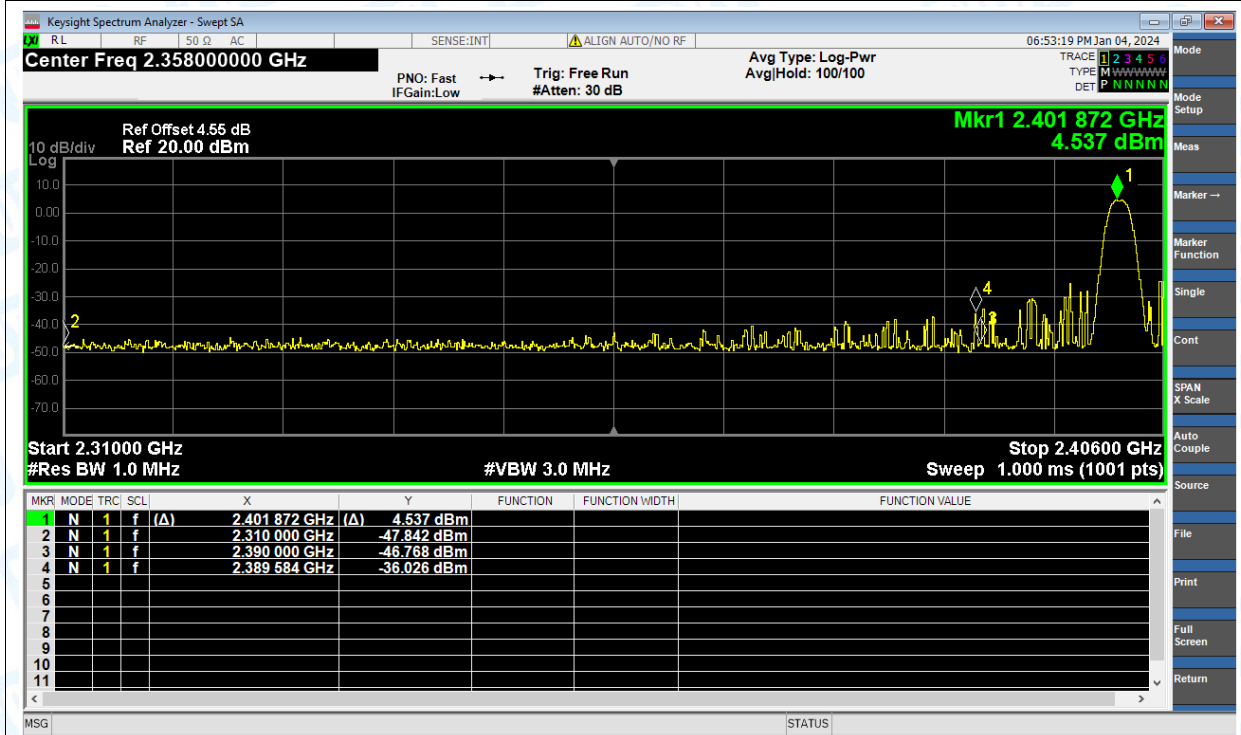 Keysight Spectrum Analyzer - Swept SA
LXI RL RF 50 Ω AC SENSE:INT ALIGN AUTO/NO RF 06:53:19 PM Jan 04, 2024
Center Freq 2.358000000 GHz
PNO: Fast
IFGain:Low
Trig: Free Run
#Atten: 30 dB
Avg Type: Log-Pwr
Avg|Hold: 100/100
TRACE 1 2 3 4 5 6
TYPE M WWWWW
DET P N N N N N
Ref Offset 4.55 dB
Ref 20.00 dBm
10 dB/div
Log
Mkr1 2.401 872 GHz
4.537 dBm
10.0
0.00
-10.0
-20.0
-30.0
-40.0
-50.0
-60.0
-70.0
1
2
4
3
Start 2.31000 GHz
Stop 2.40600 GHz
#Res BW 1.0 MHz
#VBW 3.0 MHz
Sweep 1.000 ms (1001 pts)
MKR MODE TRC SCL X Y FUNCTION FUNCTION WIDTH FUNCTION VALUE
1 N 1 f (Δ) 2.401 872 GHz (Δ) 4.537 dBm
2 N 1 f 2.310 000 GHz -47.842 dBm
3 N 1 f 2.390 000 GHz -46.768 dBm
4 N 1 f 2.389 584 GHz -36.026 dBm
5
6
7
8
9
10
11
MSG STATUS
Mode
Mode
Setup
Meas
Marker →
Marker
Function
Single
Cont
SPAN
X Scale
Auto
Couple
Source
File
Print
Full
Screen
Return